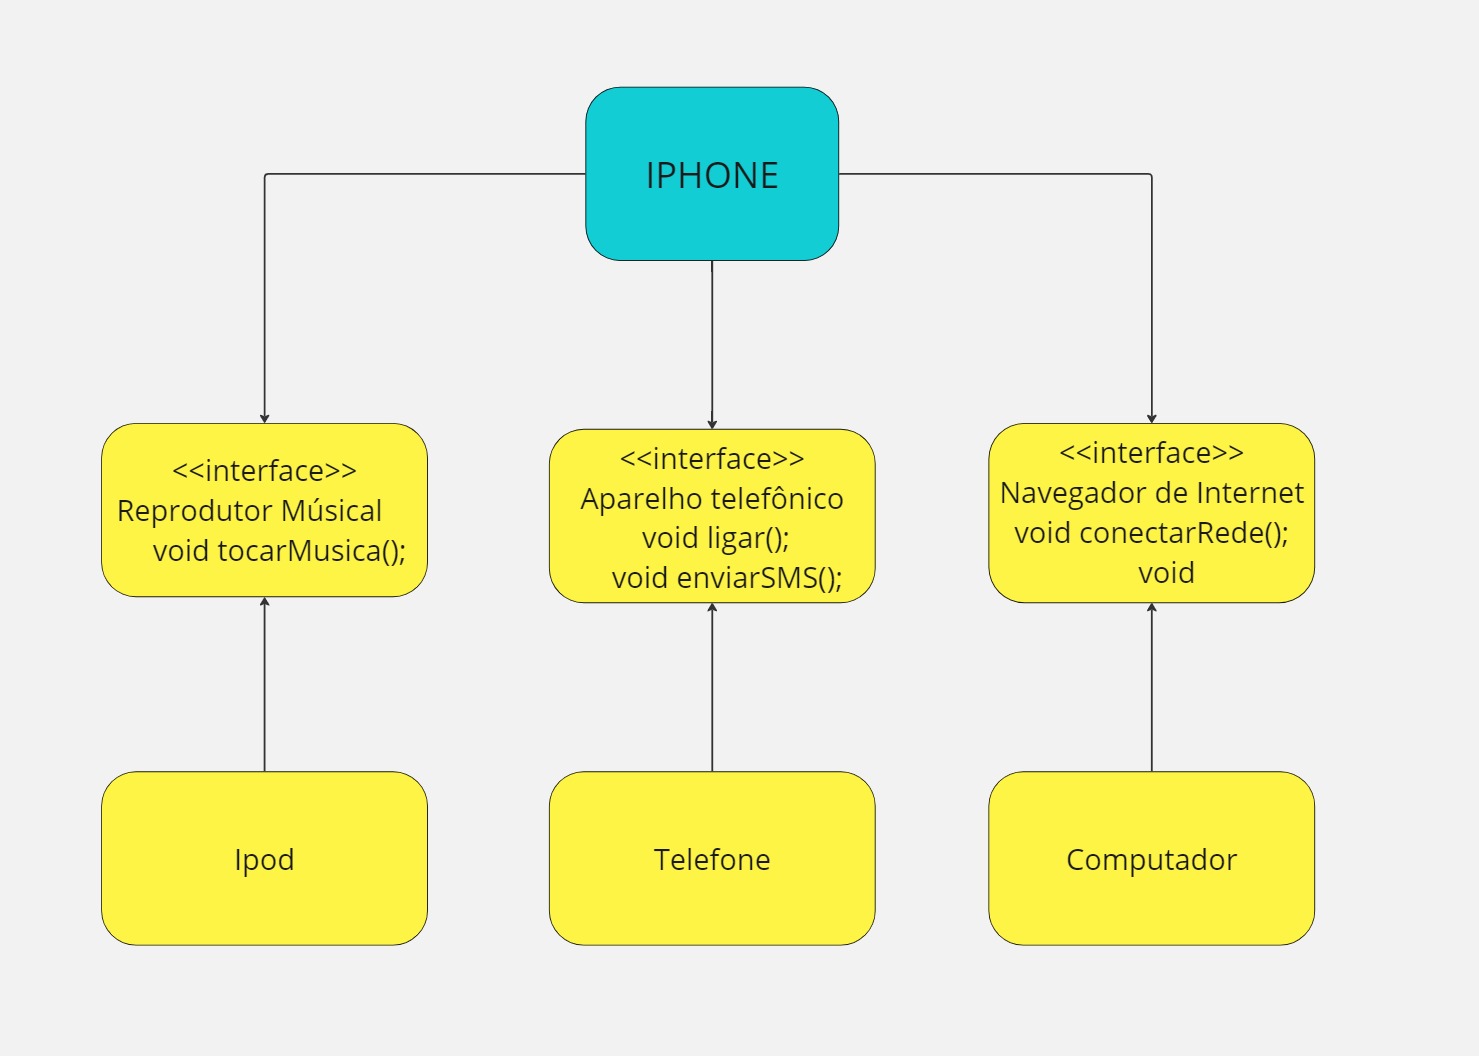 IPHONE
<<interface>>
Reprodutor Músical
void tocarMusica();
<<interface>>
Aparelho telefônico
void ligar();
void enviarSMS();
<<interface>>
Navegador de Internet
void conectarRede();
void
Ipod
Telefone
Computador